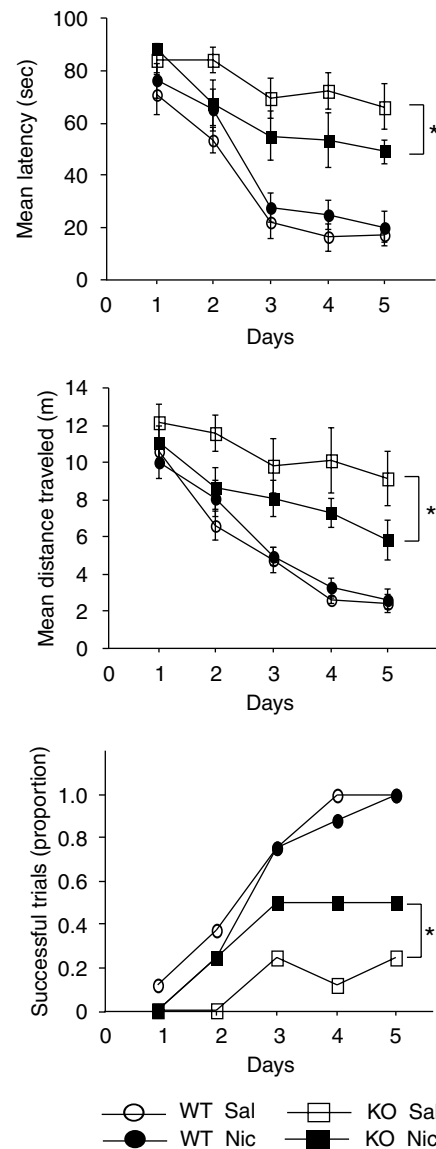 Mean latency (sec)
100
80
60
40
20
0
*
0 1 2 3 4 5
Days
Mean distance traveled (m)
14
12
10
8
6
4
2
0
*
0 1 2 3 4 5
Days
Successful trials (proportion)
1.0
0.8
0.6
0.4
0.2
0
*
0 1 2 3 4 5
Days
WT Sal KO Sal
WT Nic KO Nic